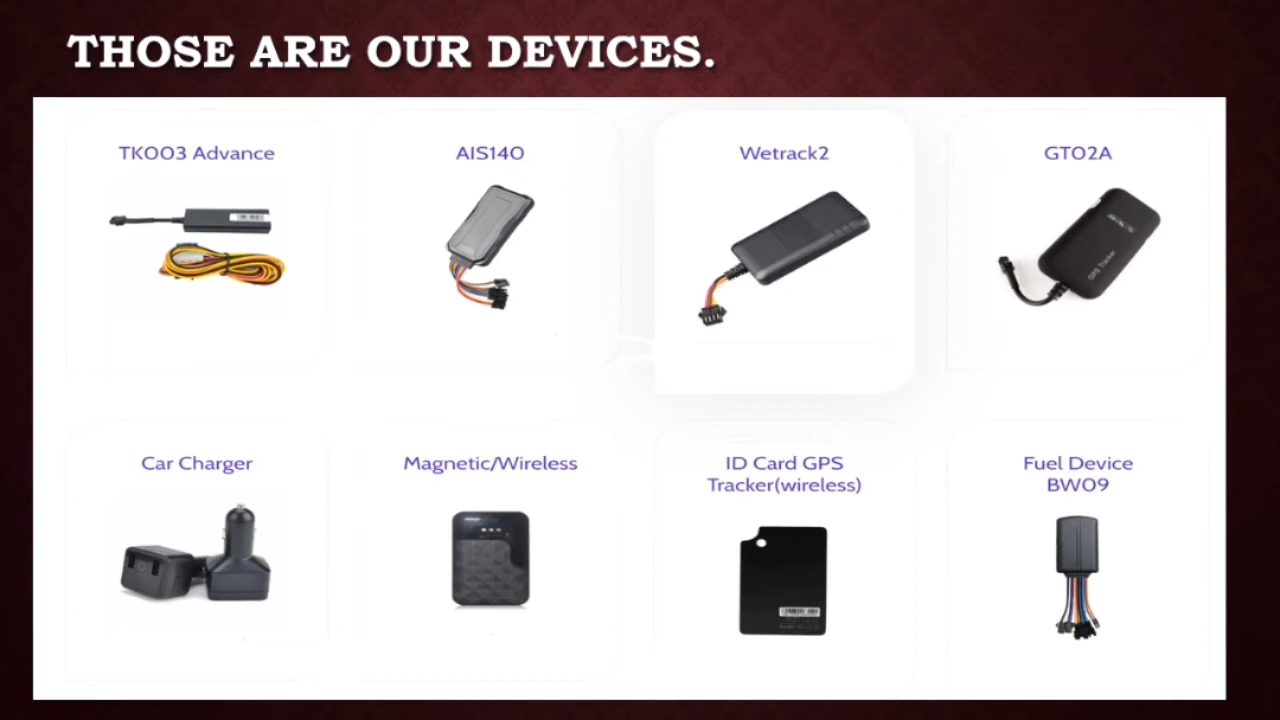 THOSE ARE OUR DEVICES.
TK003 Advance
AIS140
Wetrack2
GT02A
GPS Tracker
Car Charger
Magnetic/Wireless
ID Card GPS
Tracker(wireless)
Fuel Device
BW09